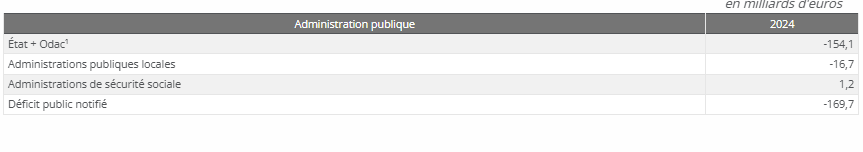 en milliards d'euros
Administration publique 2024
État + Odac¹ -154,1
Administrations publiques locales -16,7
Administrations de sécurité sociale 1,2
Déficit public notifié -169,7